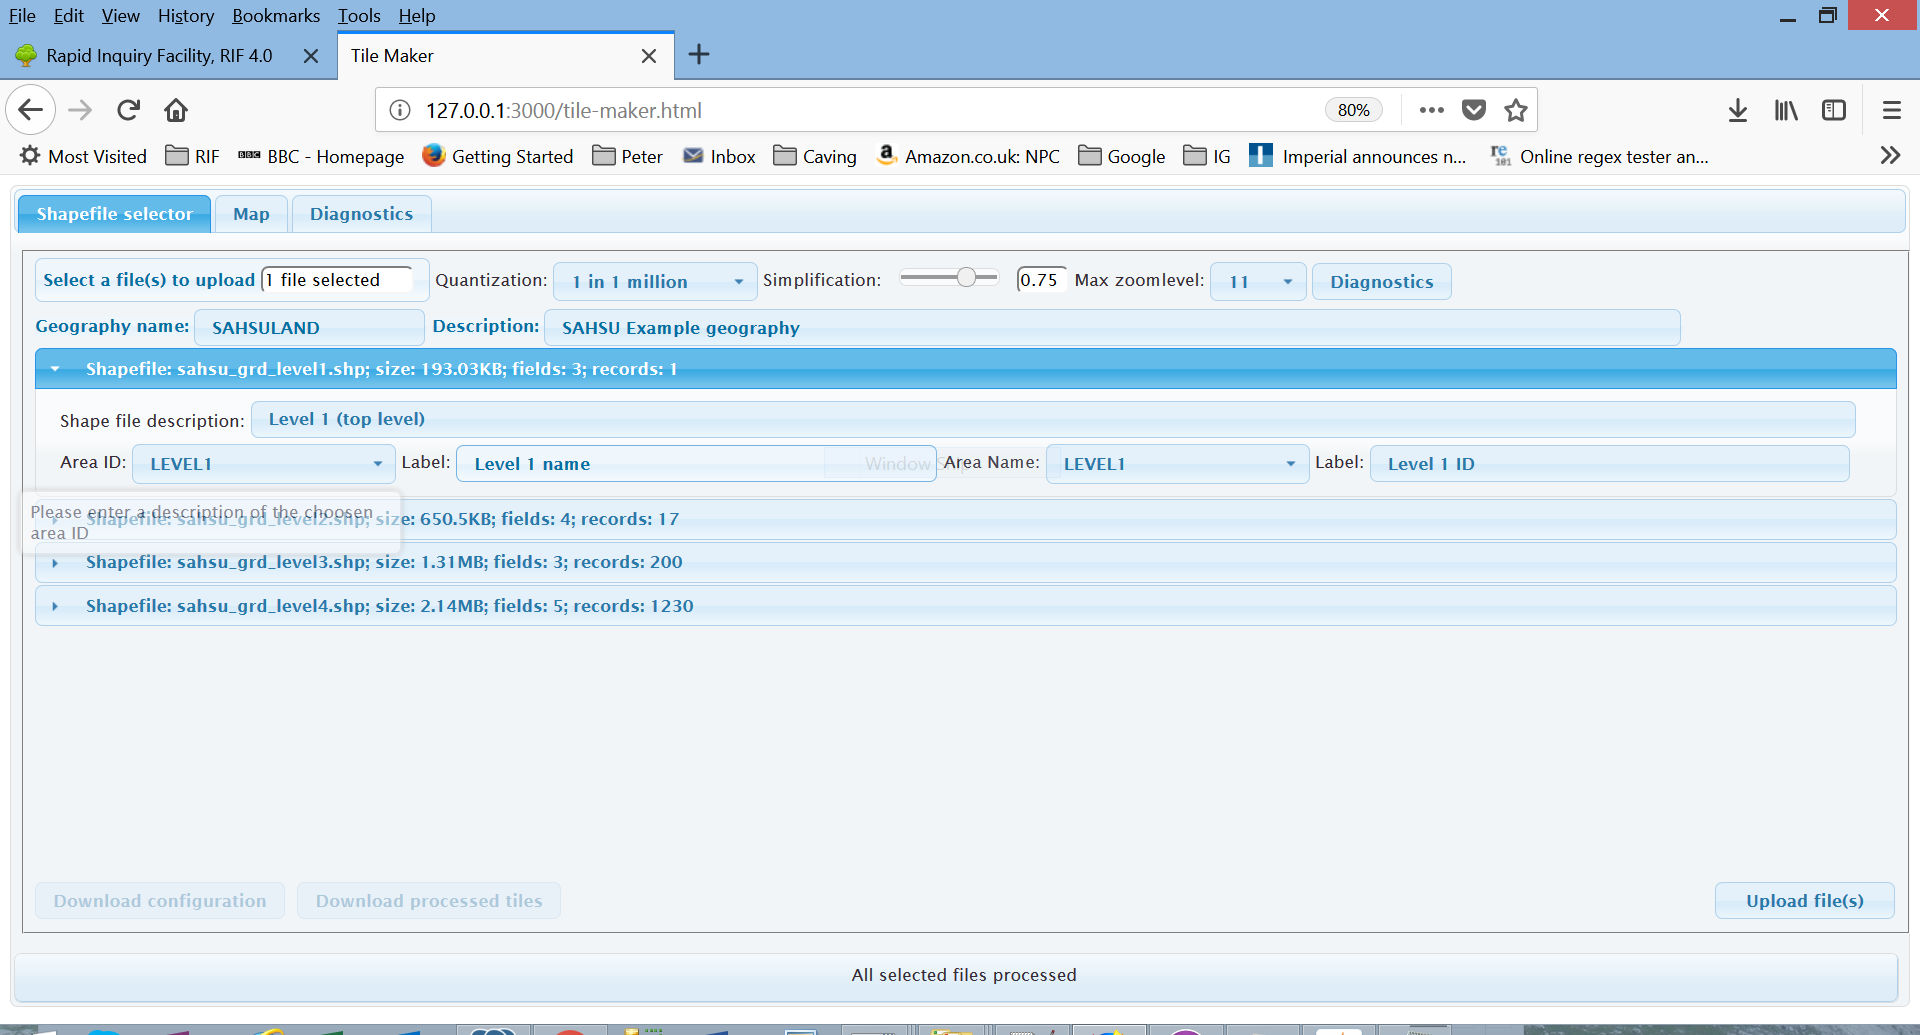 File Edit View History Bookmarks Tools Help
Rapid Inquiry Facility, RIF 4.0
Tile Maker
127.0.0.1:3000/tile-maker.html
80%
Most Visited RIF BBC BBC - Homepage Getting Started Peter Inbox Caving a Amazon.co.uk: NPC Google IG Imperial announces n... re 101 Online regex tester an...
Shapefile selector Map Diagnostics
Select a file(s) to upload 1 file selected Quantization: 1 in 1 million Simplification: 0.75 Max zoomlevel: 11 Diagnostics
Geography name: SAHSULAND Description: SAHSU Example geography
Shapefile: sahsu_grd_level1.shp; size: 193.03KB; fields: 3; records: 1
Shape file description: Level 1 (top level)
Area ID: LEVEL1 Label: Level 1 name Window Area Name: LEVEL1 Label: Level 1 ID
Please enter a description of the choosen
area ID
Shapefile: sahsu_grd_level2.shp; size: 650.5KB; fields: 4; records: 17
Shapefile: sahsu_grd_level3.shp; size: 1.31MB; fields: 3; records: 200
Shapefile: sahsu_grd_level4.shp; size: 2.14MB; fields: 5; records: 1230
Download configuration Download processed tiles Upload file(s)
All selected files processed